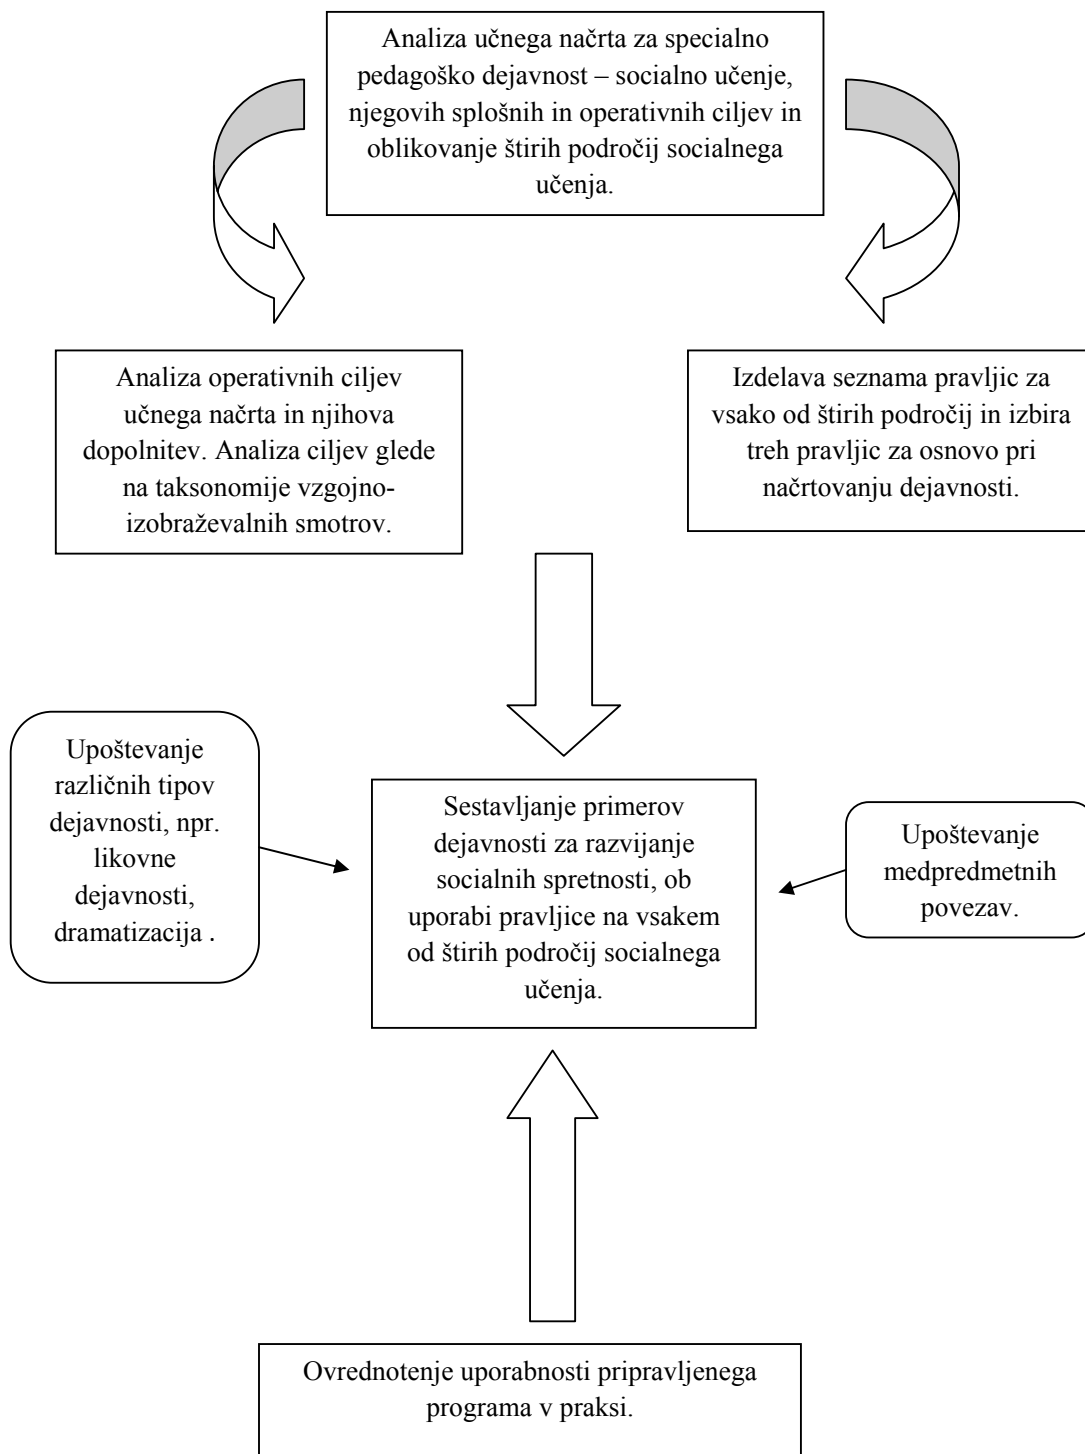 Analiza učnega načrta za specialno
pedagoško dejavnost – socialno učenje,
njegovih splošnih in operativnih ciljev in
oblikovanje štirih področij socialnega
učenja.
Analiza operativnih ciljev
učnega načrta in njihova
dopolnitev. Analiza ciljev glede
na taksonomije vzgojno-
izobraževalnih smotrov.
Izdelava seznama pravljic za
vsako od štirih področij in izbira
treh pravljic za osnovo pri
načrtovanju dejavnosti.
Upoštevanje
različnih tipov
dejavnosti, npr.
likovne
dejavnosti,
dramatizacija .
Sestavljanje primerov
dejavnosti za razvijanje
socialnih spretnosti, ob
uporabi pravljice na vsakem
od štirih področij socialnega
učenja.
Upoštevanje
medpredmetnih
povezav.
Ovrednotenje uporabnosti pripravljenega
programa v praksi.